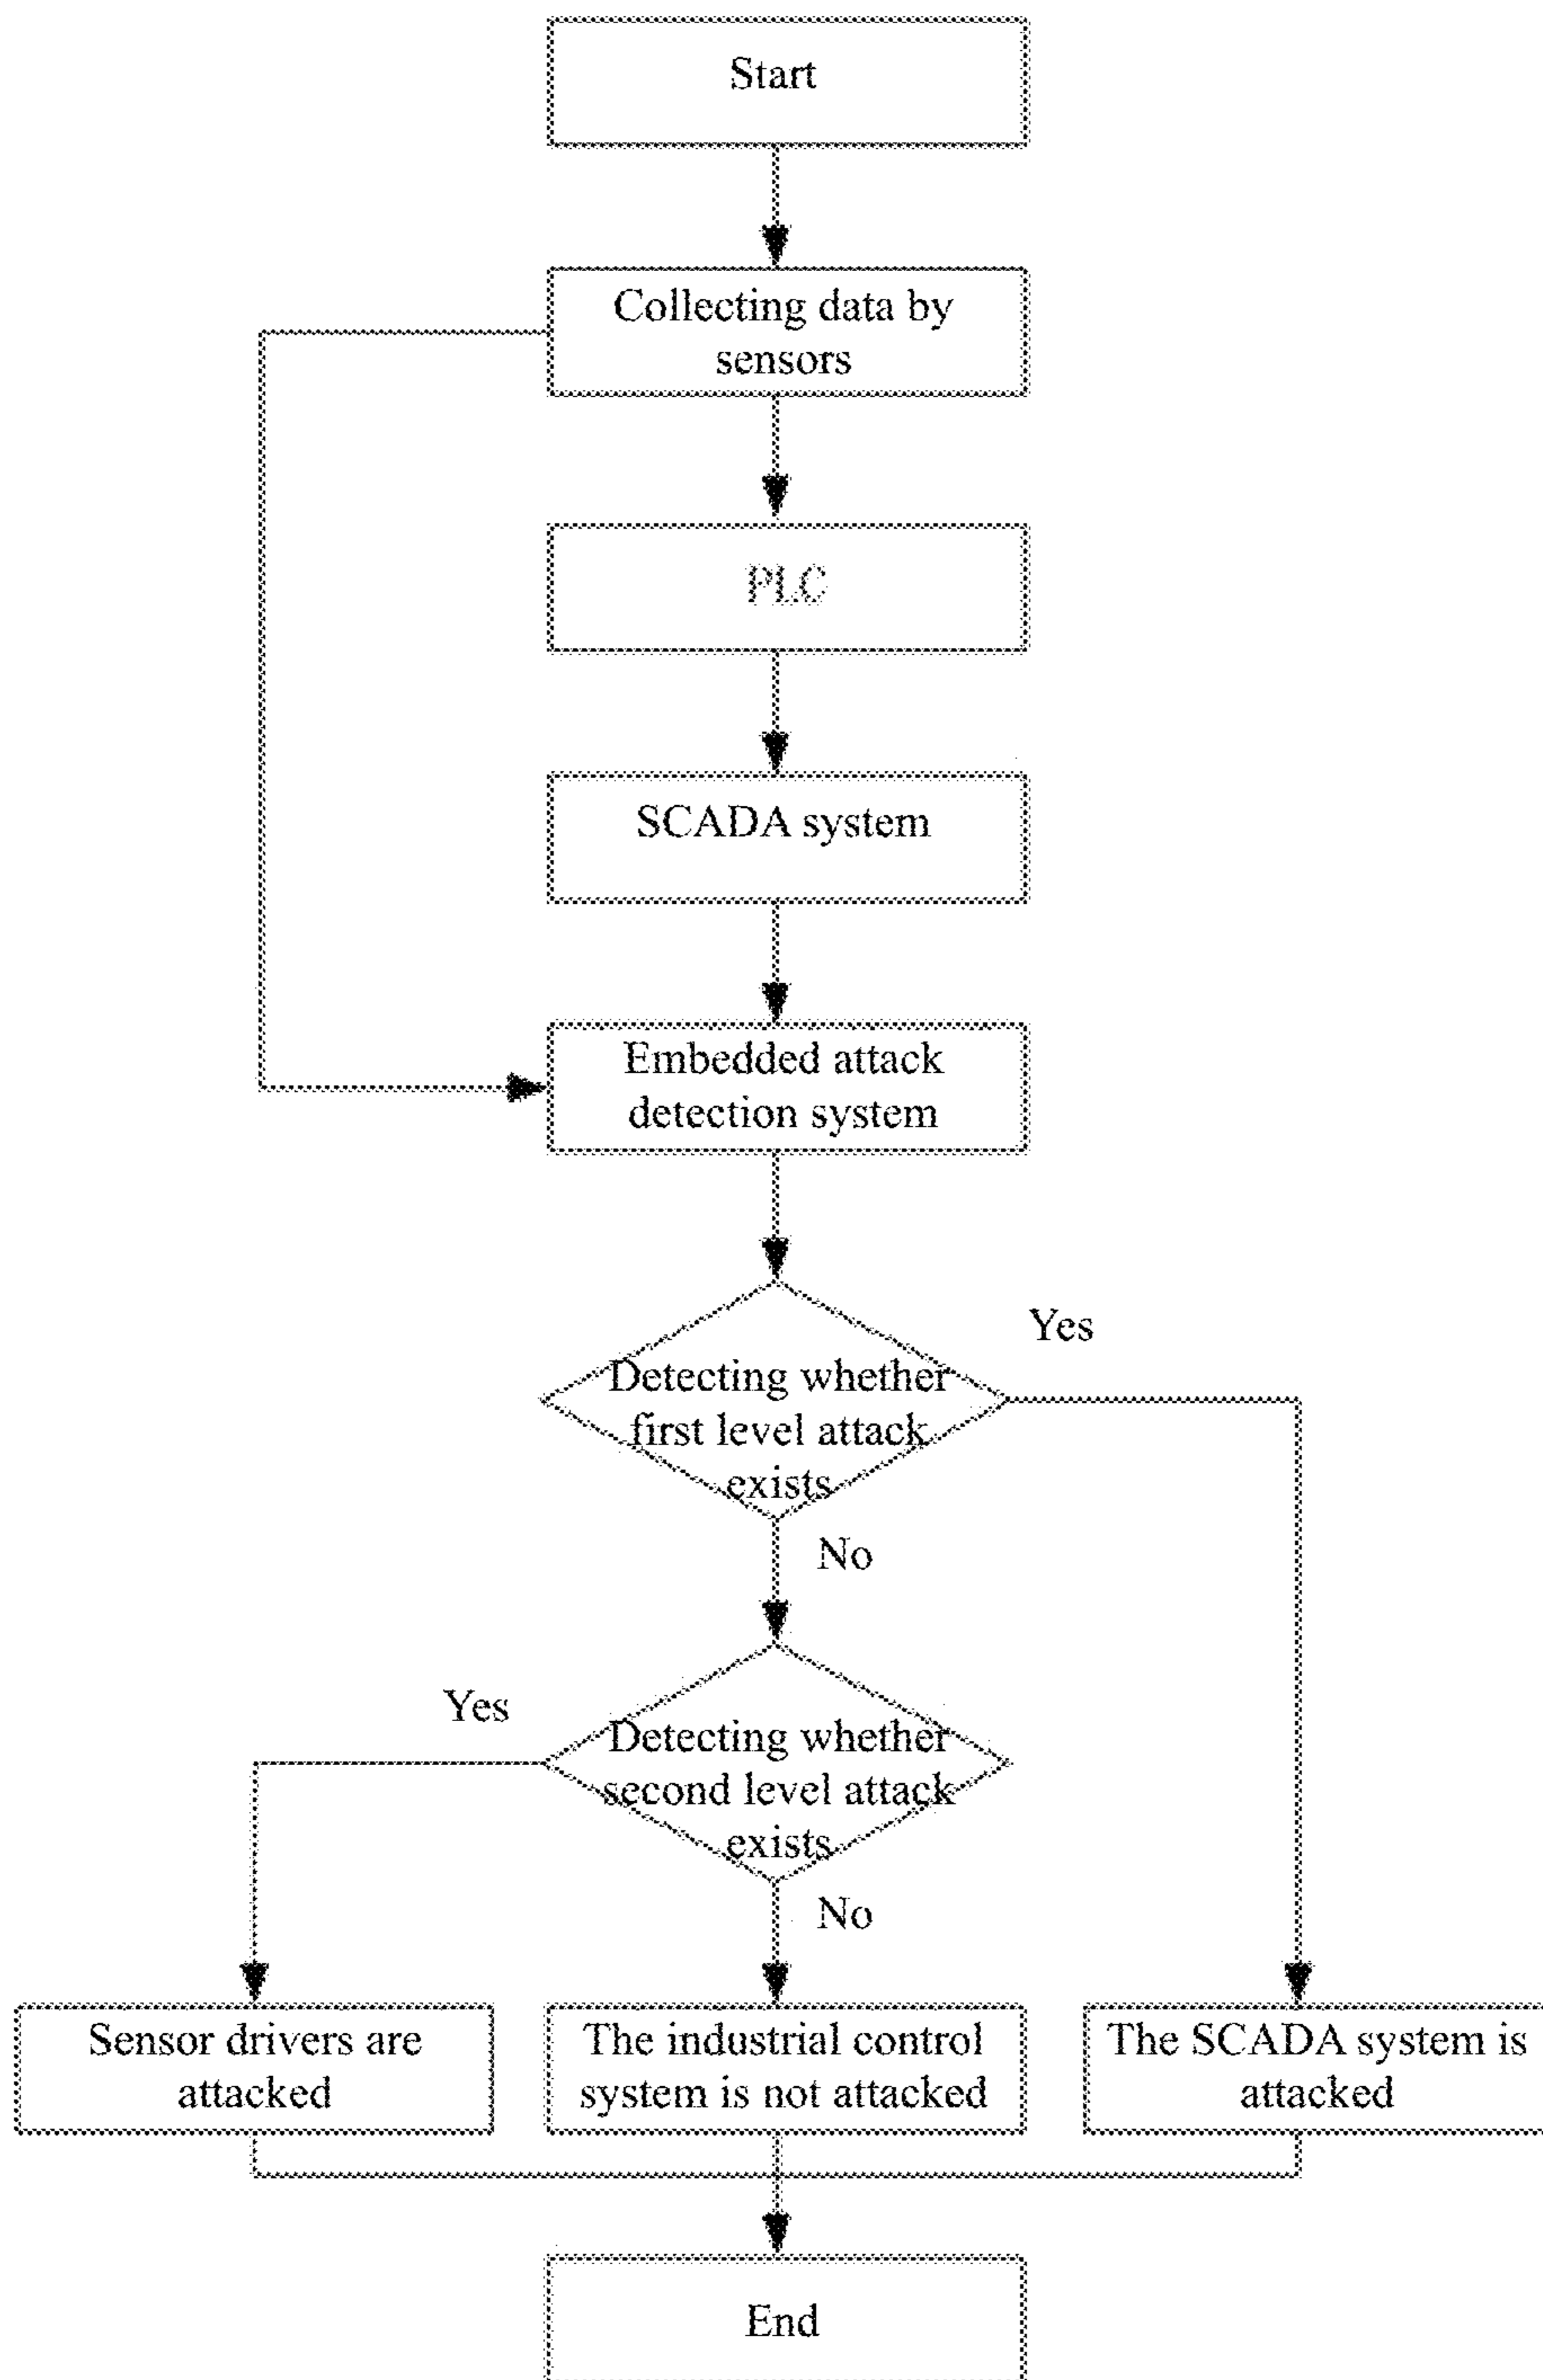 Start
Collecting data by
sensors
PLC
SCADA system
Embedded attack
detection system
Yes
Detecting whether
first level attack
exists
No
Yes
Detecting whether
second level attack
exists
No
Sensor drivers are
attacked
The industrial control
system is not attacked
The SCADA system is
attacked
End